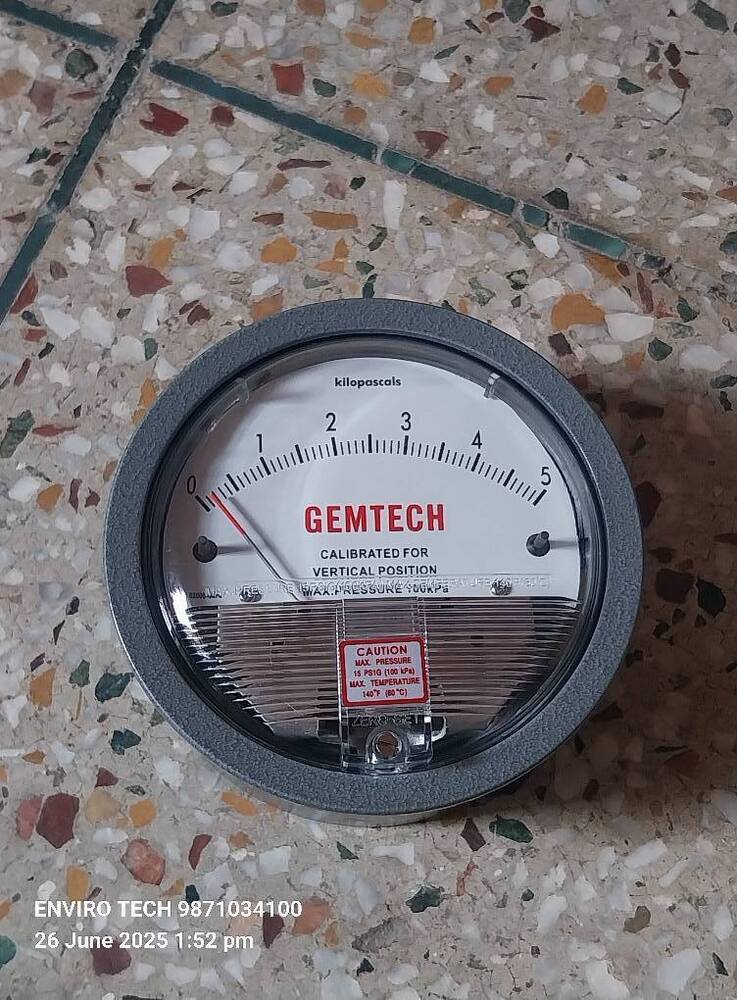 kilopascals
0 1 2 3 4 5
GEMTECH
CALIBRATED FOR
VERTICAL POSITION
MAX.PRESSURE 100kPa
CAUTION
MAX. PRESSURE
15 PS1G (100 kPa)
MAX. TEMPERATURE
140°F (60°C)
ENVIRO TECH 9871034100
26 June 2025 1:52 pm